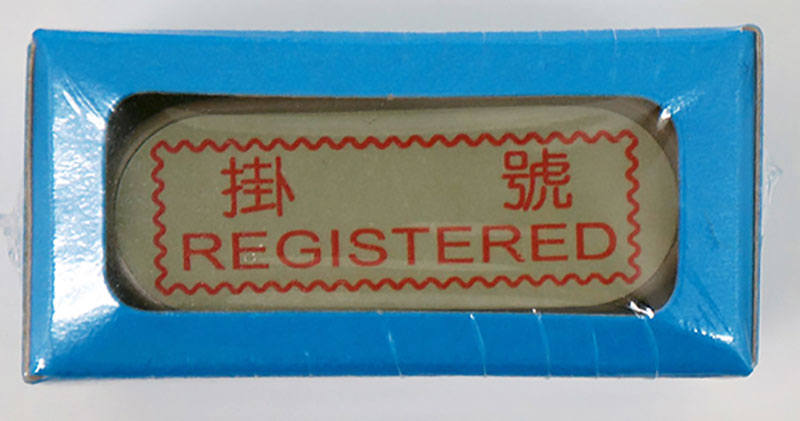 掛 號
REGISTERED